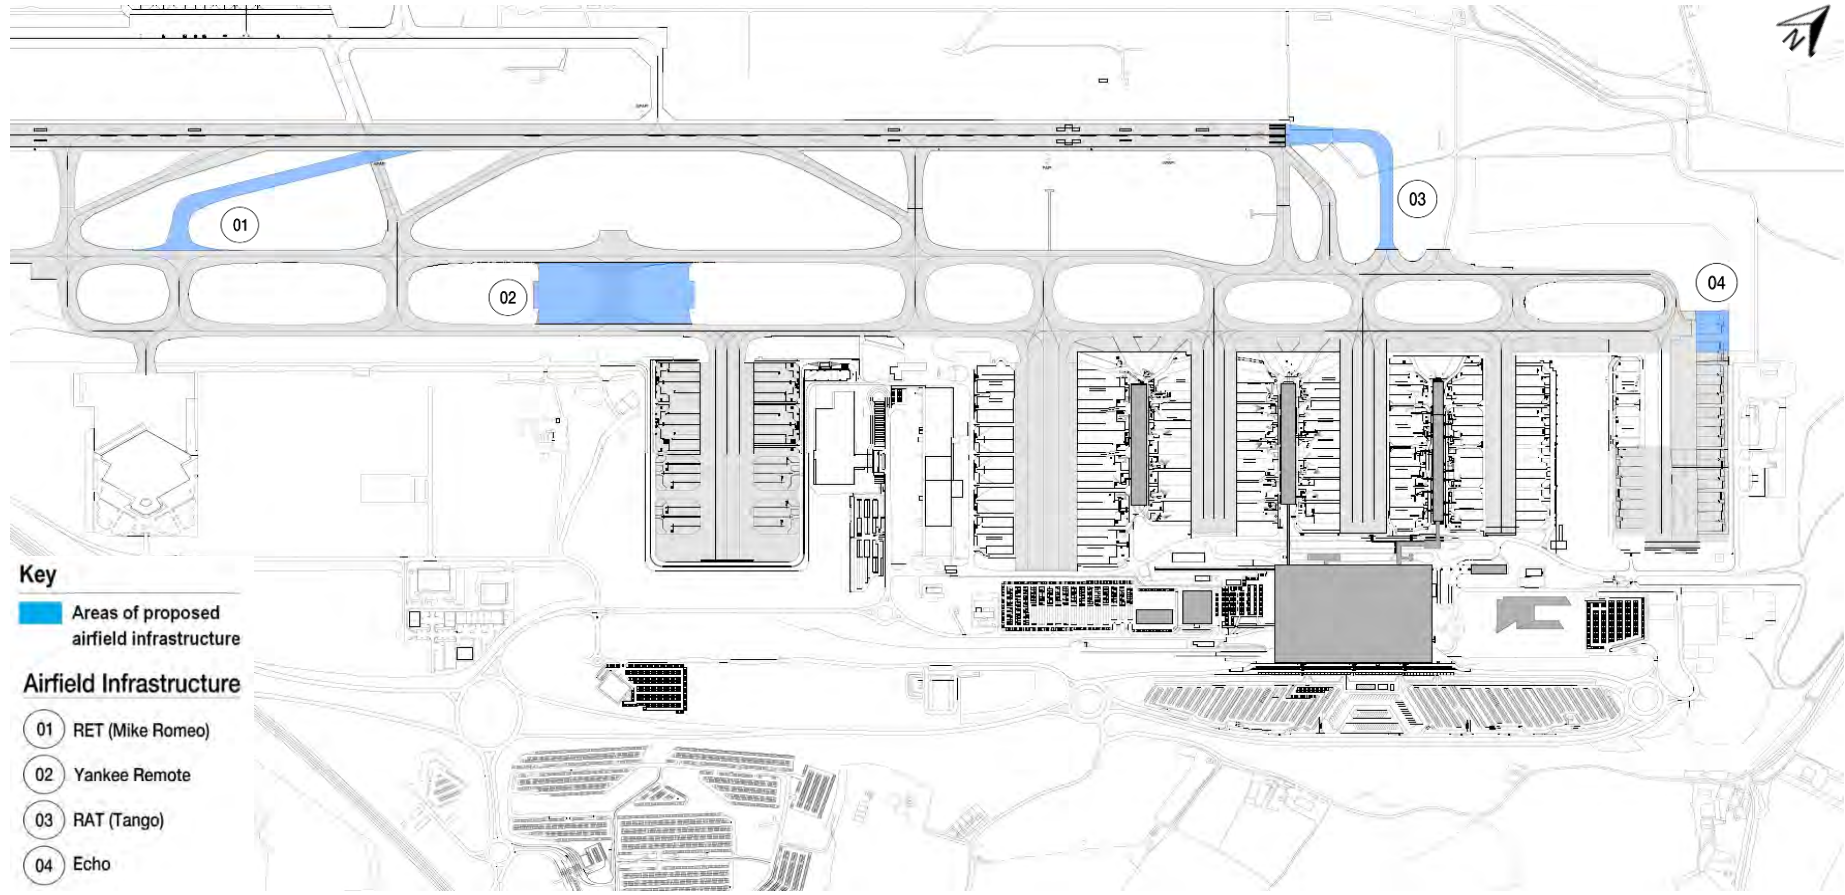 N
01
02
03
04
Key
Areas of proposed
airfield infrastructure
Airfield Infrastructure
01 RET (Mike Romeo)
02 Yankee Remote
03 RAT (Tango)
04 Echo